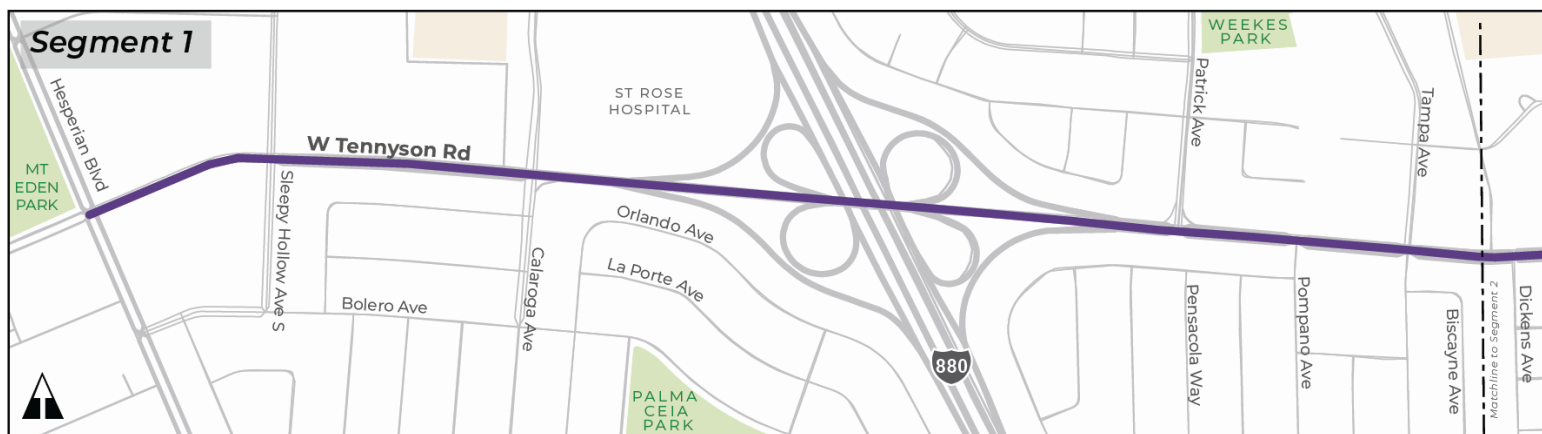 Segment 1
WEEKES
PARK
Hesperian Blvd
ST ROSE
HOSPITAL
Patrick Ave
Tampa Ave
W Tennyson Rd
MT
EDEN
PARK
Sleepy Hollow Ave S
Orlando Ave
Calaroga Ave
La Porte Ave
Bolero Ave
Pensacola Way
Pompano Ave
Biscayne Ave
Matchline to Segment 2
Dickens Ave
880
PALMA
CEIA
PARK